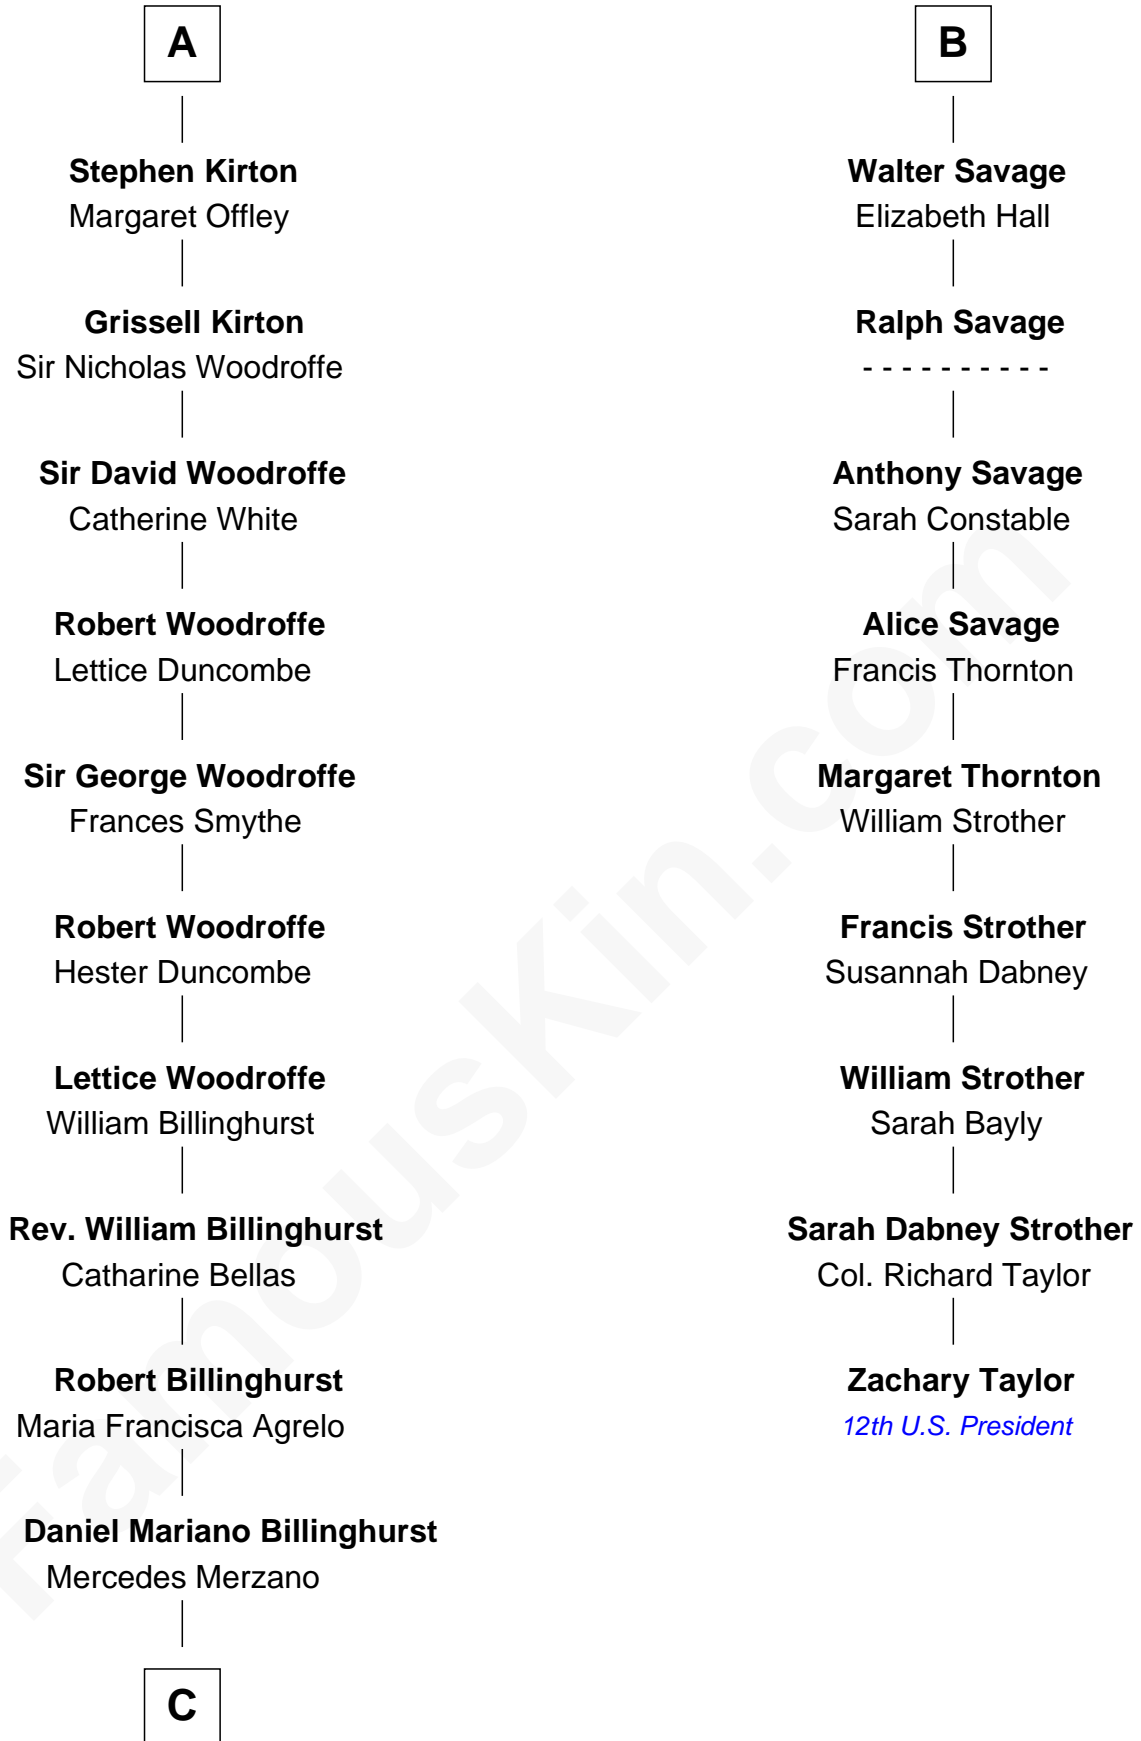 A
Stephen Kirton
Margaret Offley
Grissell Kirton
Sir Nicholas Woodroffe
Sir David Woodroffe
Catherine White
Robert Woodroffe
Lettice Duncombe
Sir George Woodroffe
Frances Smythe
Robert Woodroffe
Hester Duncombe
Lettice Woodroffe
William Billinghurst
Rev. William Billinghurst
Catharine Bellas
Robert Billinghurst
Maria Francisca Agrelo
Daniel Mariano Billinghurst
Mercedes Merzano
C
B
Walter Savage
Elizabeth Hall
Ralph Savage
- - - - - - - - - -
Anthony Savage
Sarah Constable
Alice Savage
Francis Thornton
Margaret Thornton
William Strother
Francis Strother
Susannah Dabney
William Strother
Sarah Bayly
Sarah Dabney Strother
Col. Richard Taylor
Zachary Taylor
12th U.S. President
FamousKin.com